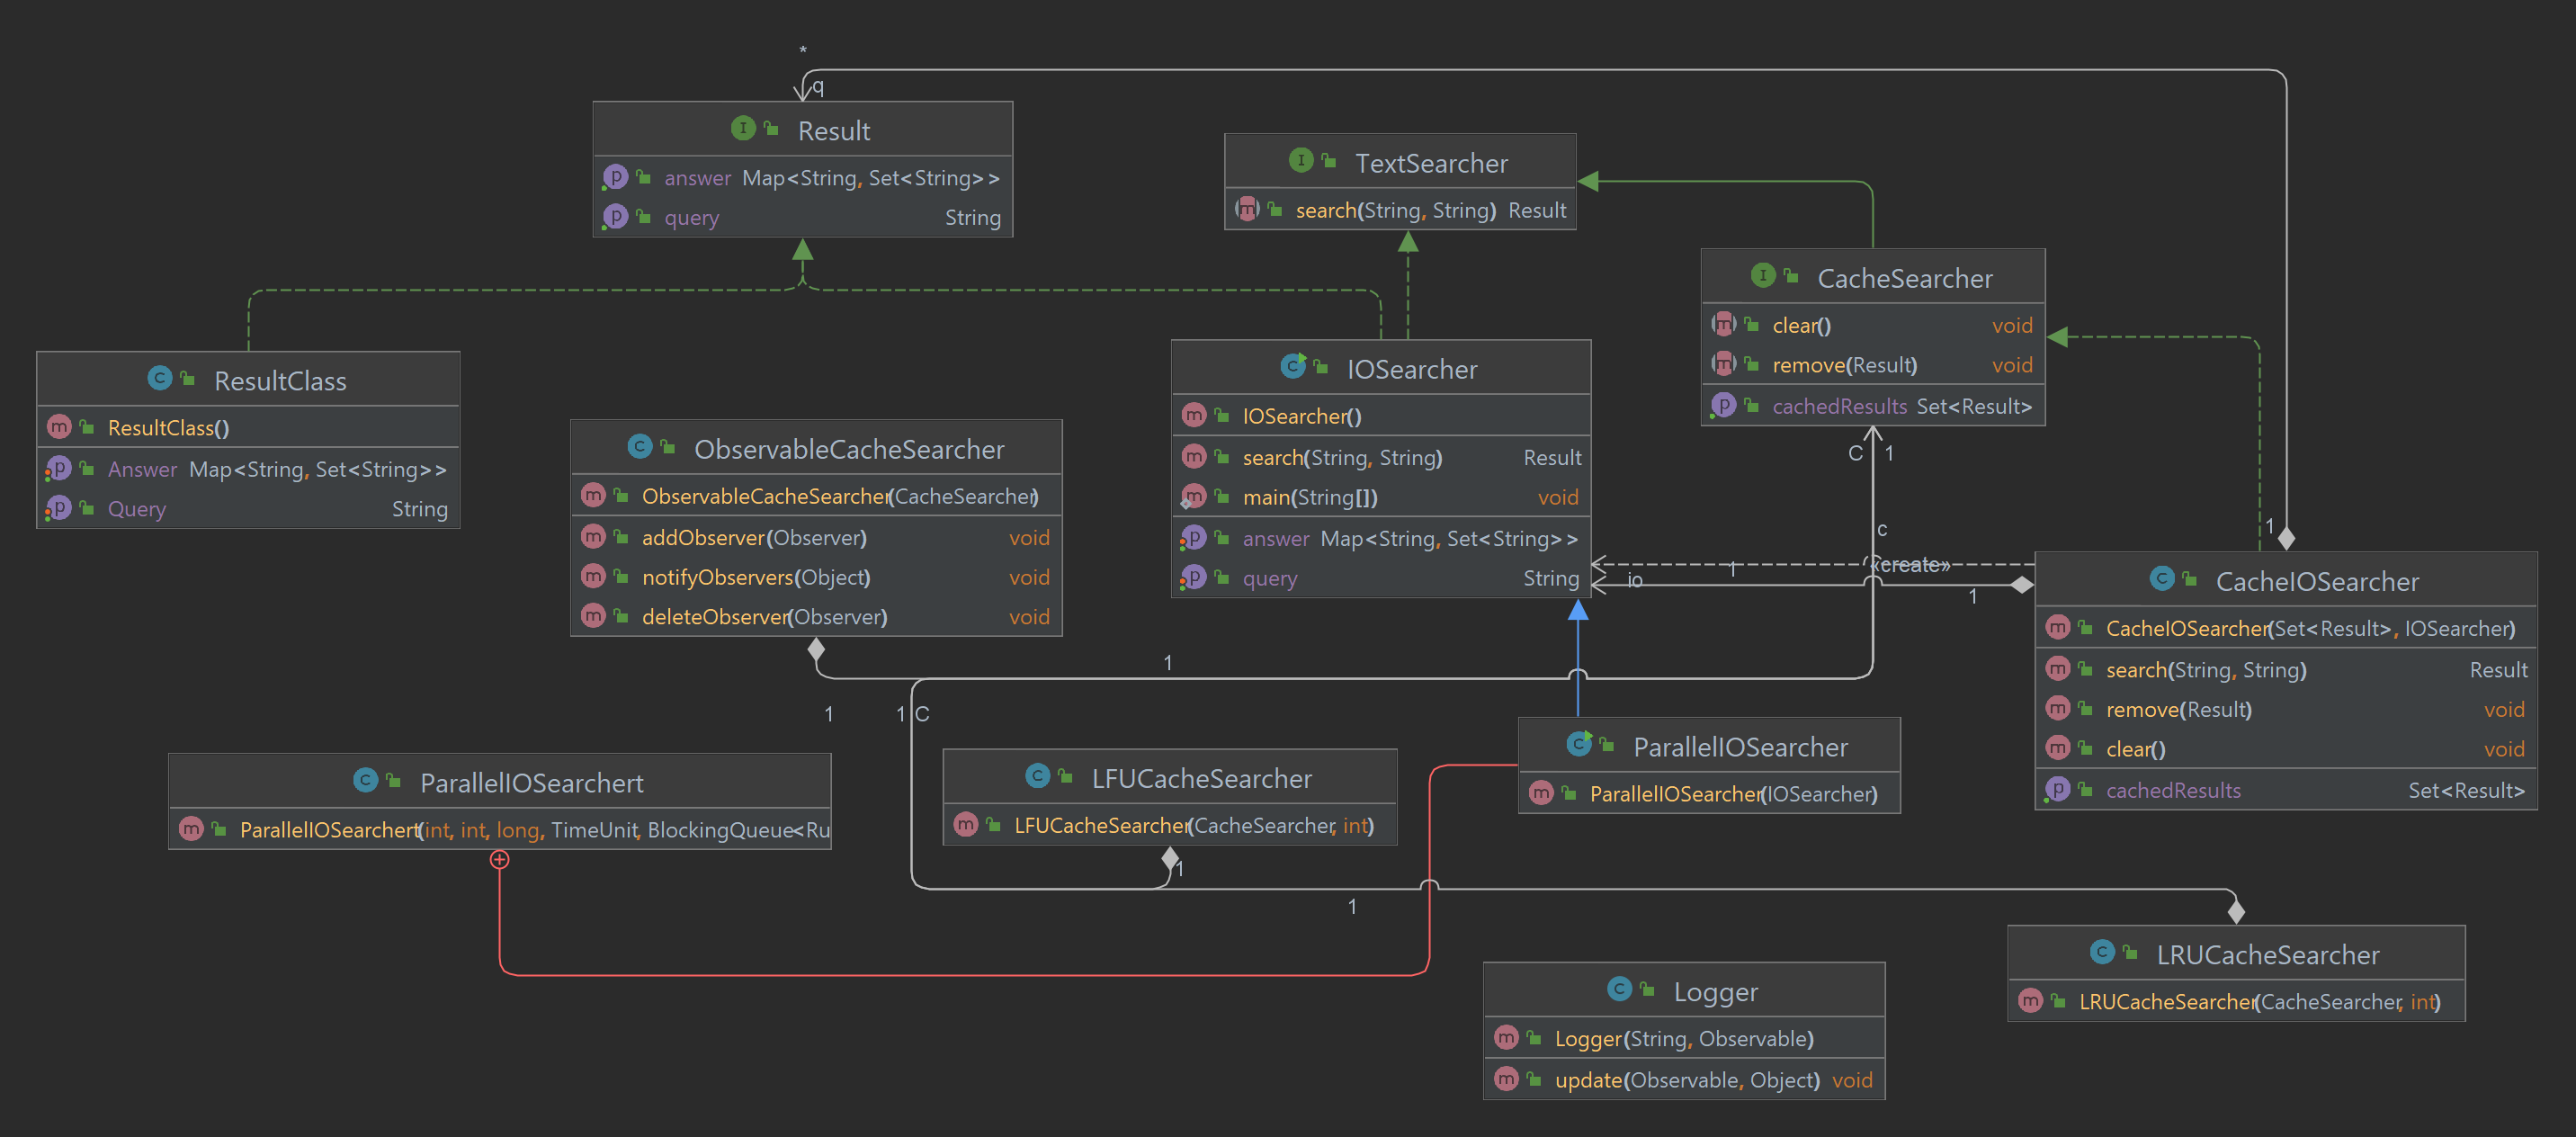 *
q
Result
answer Map<String, Set<String>>
query String
TextSearcher
search(String, String) Result
CacheSearcher
clear() void
remove(Result) void
cachedResults Set<Result>
C 1
c
ResultClass
ResultClass()
Answer Map<String, Set<String>>
Query String
ObservableCacheSearcher
ObservableCacheSearcher(CacheSearcher)
addObserver(Observer) void
notifyObservers(Object) void
deleteObserver(Observer) void
IOSearcher
IOSearcher()
search(String, String) Result
main(String[]) void
answer Map<String, Set<String>>
query String
1
«create»
io
1
1
CacheIOSearcher
CacheIOSearcher(Set<Result>, IOSearcher)
search(String, String) Result
remove(Result) void
clear() void
cachedResults Set<Result>
1
1
1 C
ParallelIOSearchert
ParallelIOSearchert(int, int, long, TimeUnit, BlockingQueue<Ru
LFUCacheSearcher
LFUCacheSearcher(CacheSearcher, int)
1
ParallelIOSearcher
ParallelIOSearcher(IOSearcher)
1
LRUCacheSearcher
LRUCacheSearcher(CacheSearcher, int)
Logger
Logger(String, Observable)
update(Observable, Object) void